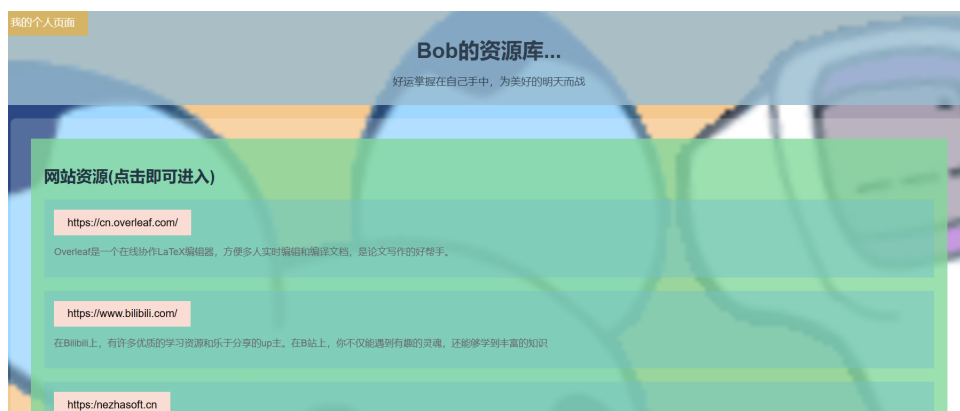 我的个人页面
Bob的资源库...
好运掌握在自己手中，为美好的明天而战
网站资源(点击即可进入)
https://cn.overleaf.com/
Overleaf是一个在线协作LaTeX编辑器，方便多人实时编辑和编译文档，是论文写作的好帮手。
https://www.bilibili.com/
在Bilibili上，有许多优质的学习资源和乐于分享的up主。在B站上，你不仅能遇到有趣的灵魂，还能够学到丰富的知识
https:/nezhasoft.cn